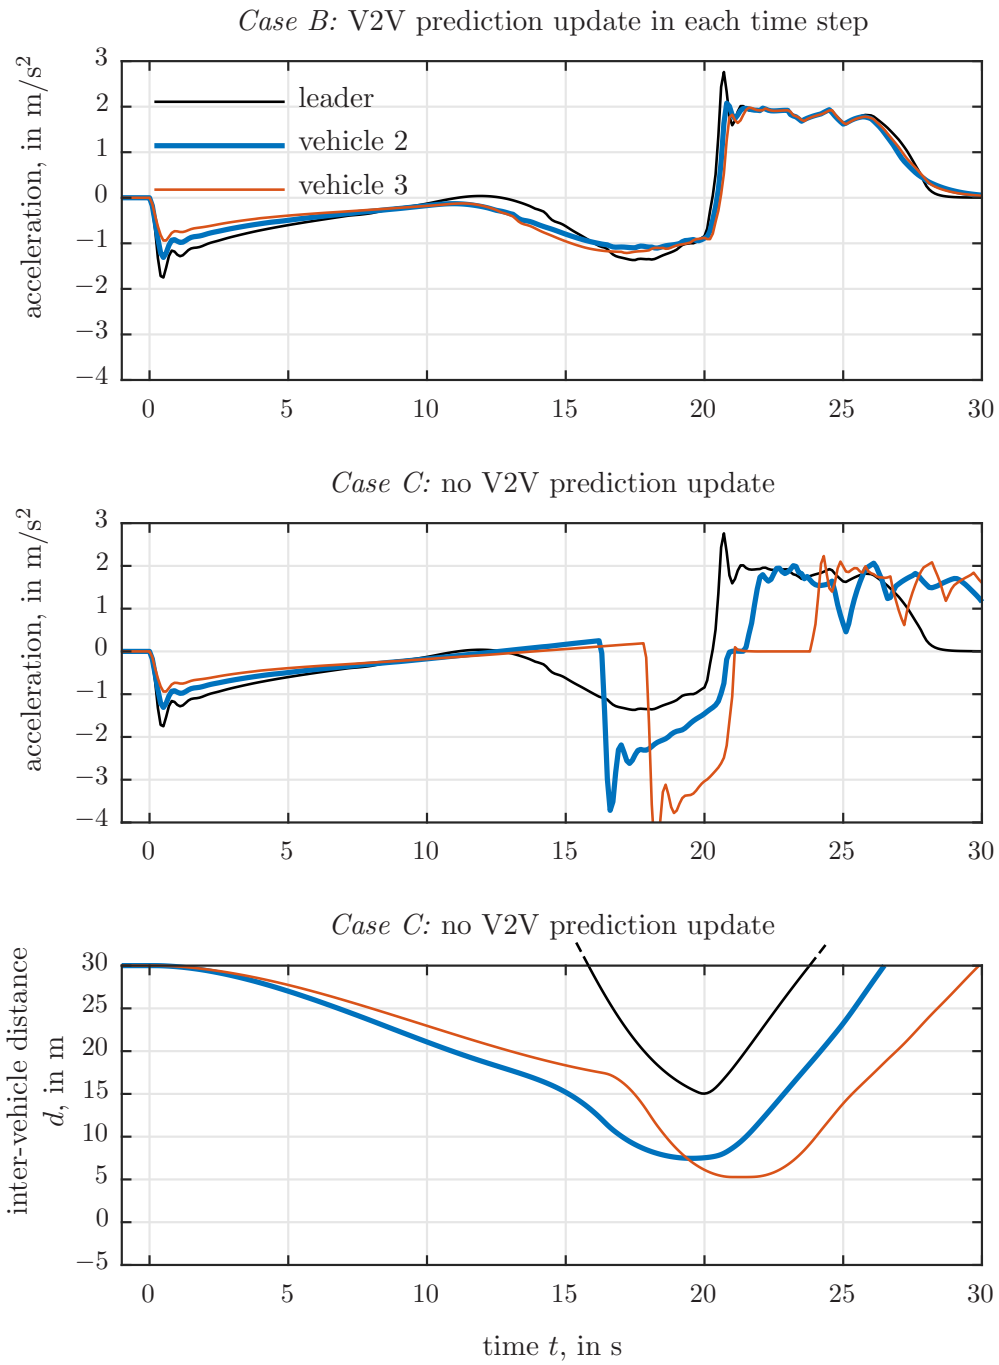 Case B: V2V prediction update in each time step
acceleration, in m/s²
3
2
1
0
−1
−2
−3
−4
leader
vehicle 2
vehicle 3
0 5 10 15 20 25 30
Case C: no V2V prediction update
acceleration, in m/s²
3
2
1
0
−1
−2
−3
−4
0 5 10 15 20 25 30
Case C: no V2V prediction update
inter-vehicle distance
d, in m
30
25
20
15
10
5
0
−5
0 5 10 15 20 25 30
time t, in s